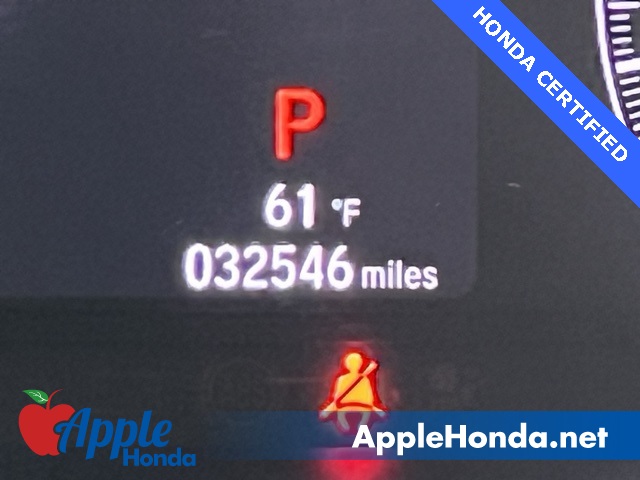 HONDA CERTIFIED
P
61 °F
032546 miles
Apple
Honda
AppleHonda.net